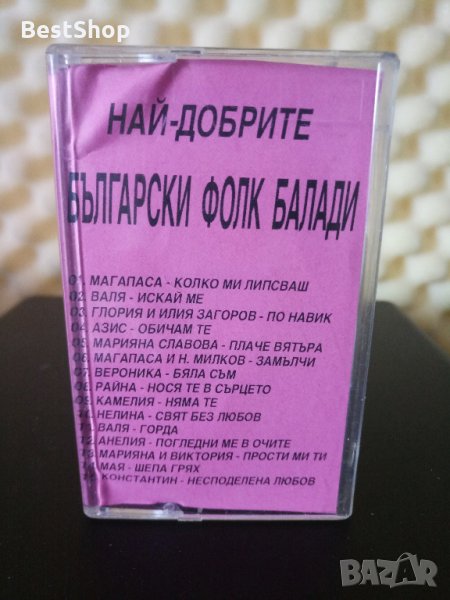 BestShop
НАЙ-ДОБРИТЕ
БЪЛГАРСКИ ФОЛК БАЛАДИ
01. МАГАПАСА - КОЛКО МИ ЛИПСВАШ
02. ВАЛЯ - ИСКАЙ МЕ
03. ГЛОРИЯ И ИЛИЯ ЗАГОРОВ - ПО НАВИК
04. АЗИС - ОБИЧАМ ТЕ
05. МАРИЯНА СЛАВОВА - ПЛАЧЕ ВЯТЪРА
06. МАГАПАСА И Н. МИЛКОВ - ЗАМЪЛЧИ
07. ВЕРОНИКА - БЯЛА СЪМ
08. РАЙНА - НОСЯ ТЕ В СЪРЦЕТО
09. КАМЕЛИЯ - НЯМА ТЕ
10. НЕЛИНА - СВЯТ БЕЗ ЛЮБОВ
11. ВАЛЯ - ГОРДА
12. АНЕЛИЯ - ПОГЛЕДНИ МЕ В ОЧИТЕ
13. МАРИЯНА И ВИКТОРИЯ - ПРОСТИ МИ ТИ
14. МАЯ - ШЕПА ГРЯХ
15. КОНСТАНТИН - НЕСПОДЕЛЕНА ЛЮБОВ
BAZAR